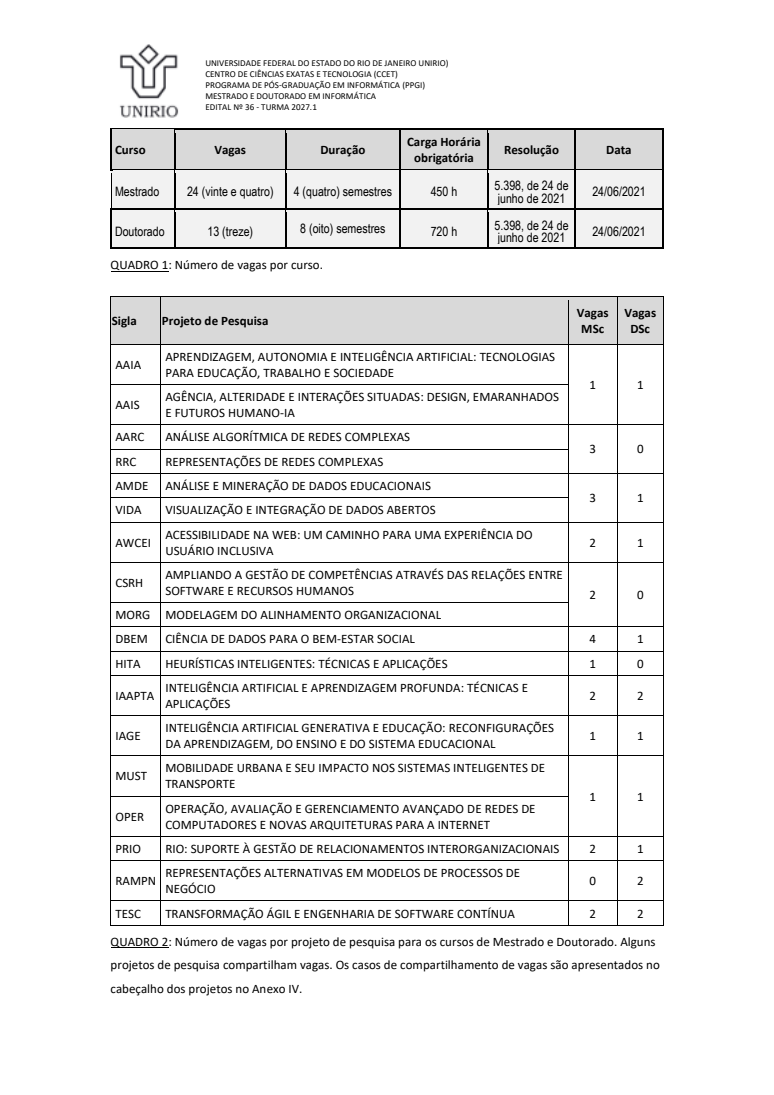 UNIRIO
UNIVERSIDADE FEDERAL DO ESTADO DO RIO DE JANEIRO UNIRIO)
CENTRO DE CIÊNCIAS EXATAS E TECNOLOGIA (CCET)
PROGRAMA DE PÓS-GRADUAÇÃO EM INFORMÁTICA (PPGI)
MESTRADO E DOUTORADO EM INFORMÁTICA
EDITAL Nº 36 - TURMA 2027.1
Curso Vagas Duração Carga Horária obrigatória Resolução Data
Mestrado 24 (vinte e quatro) 4 (quatro) semestres 450 h 5.398, de 24 de junho de 2021 24/06/2021
Doutorado 13 (treze) 8 (oito) semestres 720 h 5.398, de 24 de junho de 2021 24/06/2021
QUADRO 1: Número de vagas por curso.
Sigla Projeto de Pesquisa Vagas MSc Vagas DSc
AAIA APRENDIZAGEM, AUTONOMIA E INTELIGÊNCIA ARTIFICIAL: TECNOLOGIAS
PARA EDUCAÇÃO, TRABALHO E SOCIEDADE
1 1
AAIS AGÊNCIA, ALTERIDADE E INTERAÇÕES SITUADAS: DESIGN, EMARANHADOS
E FUTUROS HUMANO-IA
AARC ANÁLISE ALGORÍTMICA DE REDES COMPLEXAS
3 0
RRC REPRESENTAÇÕES DE REDES COMPLEXAS
AMDE ANÁLISE E MINERAÇÃO DE DADOS EDUCACIONAIS
3 1
VIDA VISUALIZAÇÃO E INTEGRAÇÃO DE DADOS ABERTOS
AWCEI ACESSIBILIDADE NA WEB: UM CAMINHO PARA UMA EXPERIÊNCIA DO
USUÁRIO INCLUSIVA
2 1
CSRH AMPLIANDO A GESTÃO DE COMPETÊNCIAS ATRAVÉS DAS RELAÇÕES ENTRE
SOFTWARE E RECURSOS HUMANOS
2 0
MORG MODELAGEM DO ALINHAMENTO ORGANIZACIONAL
DBEM CIÊNCIA DE DADOS PARA O BEM-ESTAR SOCIAL 4 1
HITA HEURÍSTICAS INTELIGENTES: TÉCNICAS E APLICAÇÕES 1 0
IAAPTA INTELIGÊNCIA ARTIFICIAL E APRENDIZAGEM PROFUNDA: TÉCNICAS E
APLICAÇÕES
2 2
IAGE INTELIGÊNCIA ARTIFICIAL GENERATIVA E EDUCAÇÃO: RECONFIGURAÇÕES
DA APRENDIZAGEM, DO ENSINO E DO SISTEMA EDUCACIONAL
1 1
MUST MOBILIDADE URBANA E SEU IMPACTO NOS SISTEMAS INTELIGENTES DE
TRANSPORTE
1 1
OPER OPERAÇÃO, AVALIAÇÃO E GERENCIAMENTO AVANÇADO DE REDES DE
COMPUTADORES E NOVAS ARQUITETURAS PARA A INTERNET
PRIO RIO: SUPORTE À GESTÃO DE RELACIONAMENTOS INTERORGANIZACIONAIS 2 1
RAMPN REPRESENTAÇÕES ALTERNATIVAS EM MODELOS DE PROCESSOS DE
NEGÓCIO
0 2
TESC TRANSFORMAÇÃO ÁGIL E ENGENHARIA DE SOFTWARE CONTÍNUA 2 2
QUADRO 2: Número de vagas por projeto de pesquisa para os cursos de Mestrado e Doutorado. Alguns
projetos de pesquisa compartilham vagas. Os casos de compartilhamento de vagas são apresentados no
cabeçalho dos projetos no Anexo IV.